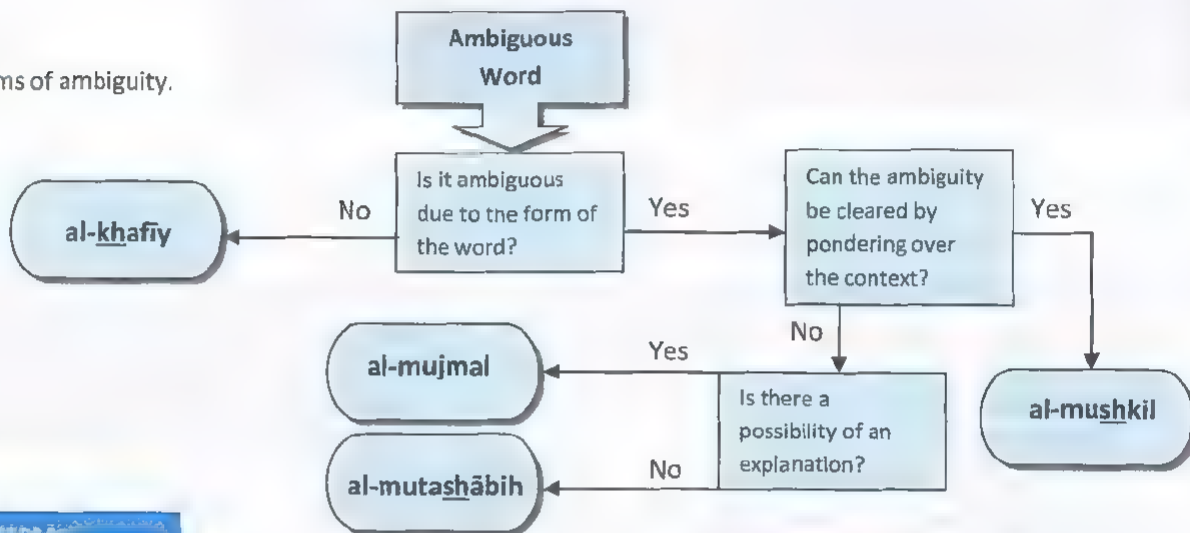 Ambiguous
Word
ms of ambiguity.
Is it ambiguous
due to the form of
the word?
No
Yes
al-khafīy
Can the ambiguity
be cleared by
pondering over
the context?
Yes
No
al-mujmal
Yes
Is there a
possibility of an
explanation?
al-mushkil
al-mutashābih
No